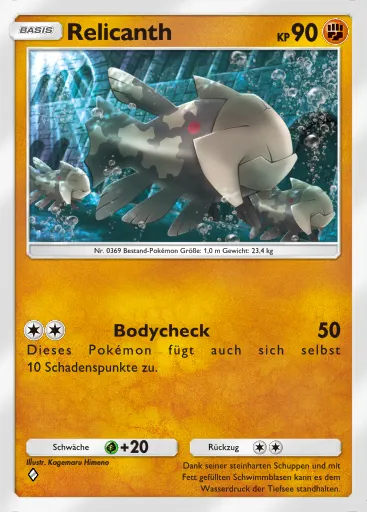 BASIS
Relicanth
KP 90
Nr. 0369 Bestand-Pokémon Größe: 1,0 m Gewicht: 23,4 kg
Bodycheck 50
Dieses Pokémon fügt auch sich selbst
10 Schadenspunkte zu.
Schwäche +20
Rückzug
Illustr. Kagemaru Himeno
Dank seiner steinharten Schuppen und mit
Fett gefüllten Schwimmblasen kann es dem
Wasserdruck der Tiefsee standhalten.